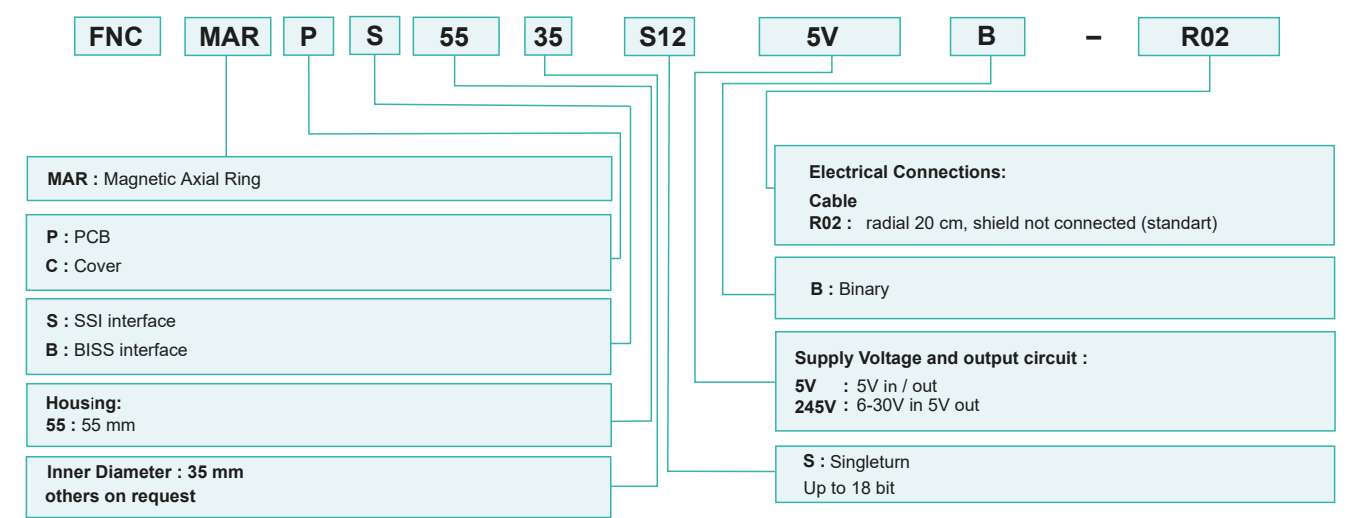 FNC MAR P S 55 35 S12 5V B – R02
MAR : Magnetic Axial Ring
P : PCB
C : Cover
S : SSI interface
B : BISS interface
Housing:
55 : 55 mm
Inner Diameter : 35 mm
others on request
Electrical Connections:
Cable
R02 : radial 20 cm, shield not connected (standart)
B : Binary
Supply Voltage and output circuit :
5V : 5V in / out
245V : 6-30V in 5V out
S : Singleturn
Up to 18 bit